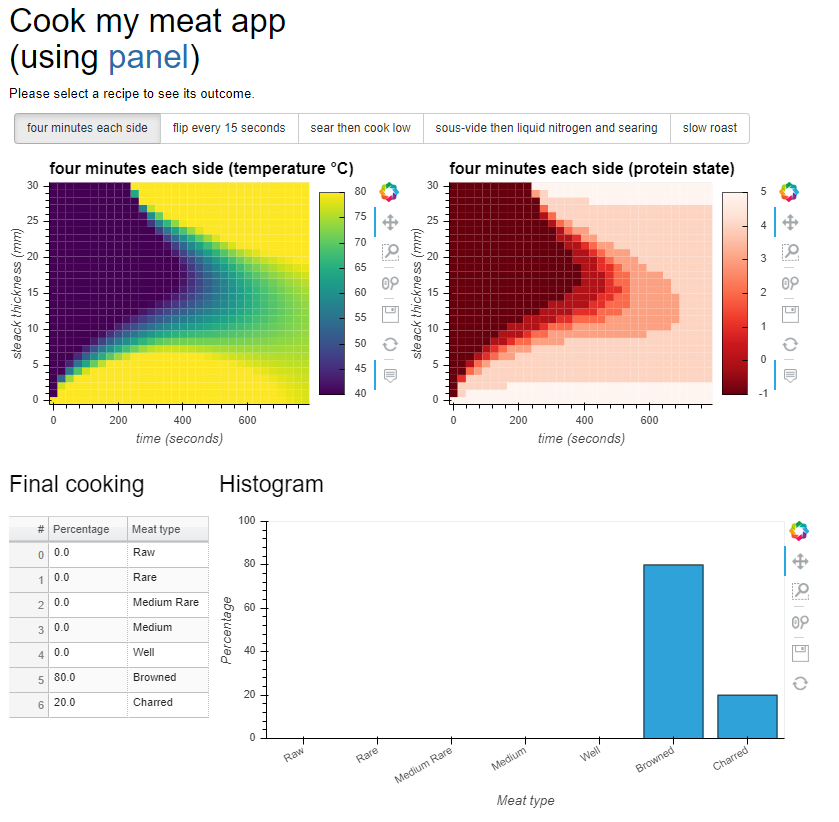 Cook my meat app
(using panel)
Please select a recipe to see its outcome.
four minutes each side
flip every 15 seconds
sear then cook low
sous-vide then liquid nitrogen and searing
slow roast
four minutes each side (temperature °C)
steack thickness (mm)
30
25
20
15
10
5
0
0 200 400 600
time (seconds)
80
75
70
65
60
55
50
45
40
four minutes each side (protein state)
steack thickness (mm)
30
25
20
15
10
5
0
0 200 400 600
time (seconds)
5
4
3
2
1
0
-1
Final cooking
# Percentage Meat type
0 0.0 Raw
1 0.0 Rare
2 0.0 Medium Rare
3 0.0 Medium
4 0.0 Well
5 80.0 Browned
6 20.0 Charred
Histogram
Percentage
100
80
60
40
20
0
Raw Rare Medium Rare Medium Well Browned Charred
Meat type